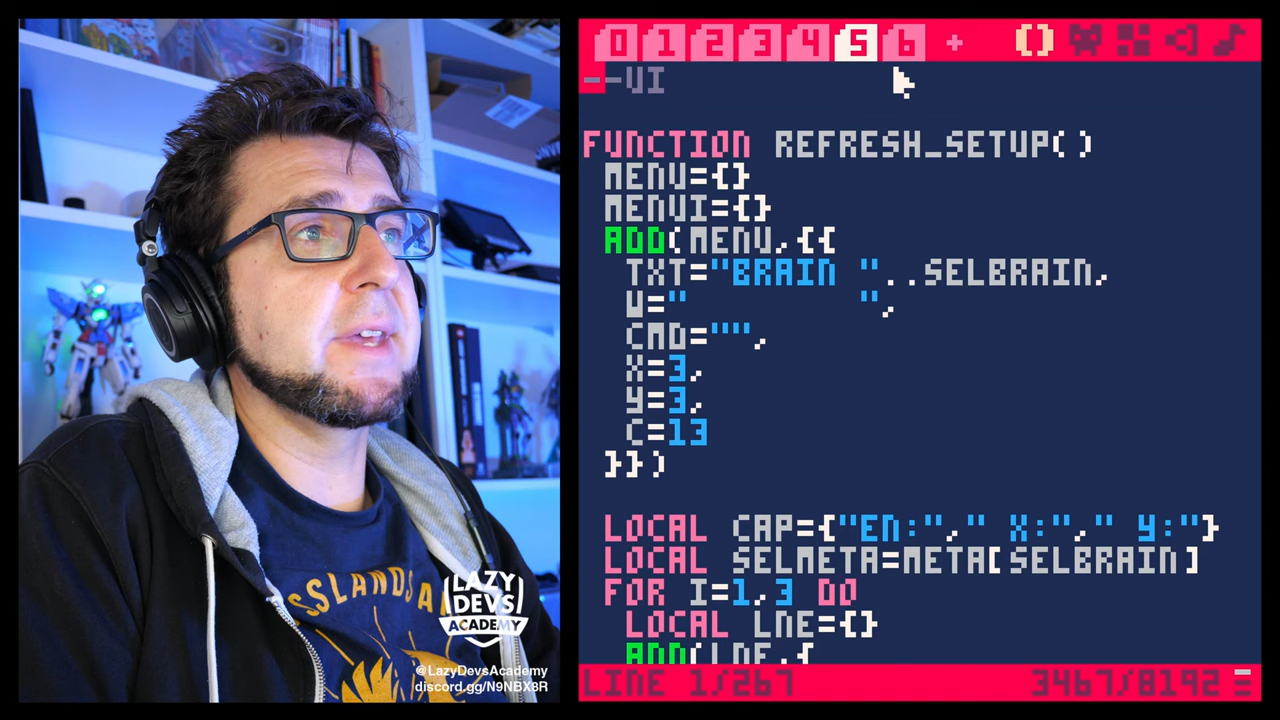 0 1 2 3 4 5 6 +
--UI
FUNCTION REFRESH_SETUP()
MENU={}
MENUI={}
ADD(MENU,{{
TXT="BRAIN "..SELBRAIN,
W="        ",
CMD="",
X=3,
Y=3,
C=13
}})
LOCAL CAP={"EN:"," X:"," Y:"}
LOCAL SELMETA=META[SELBRAIN]
FOR I=1,3 DO
LOCAL LNE={}
ADD(LNE,{
LINE 1/267
3467/8192
LAZY
DEVS
ACADEMY
@LazyDevsAcademy
discord.gg/N9NBX8R